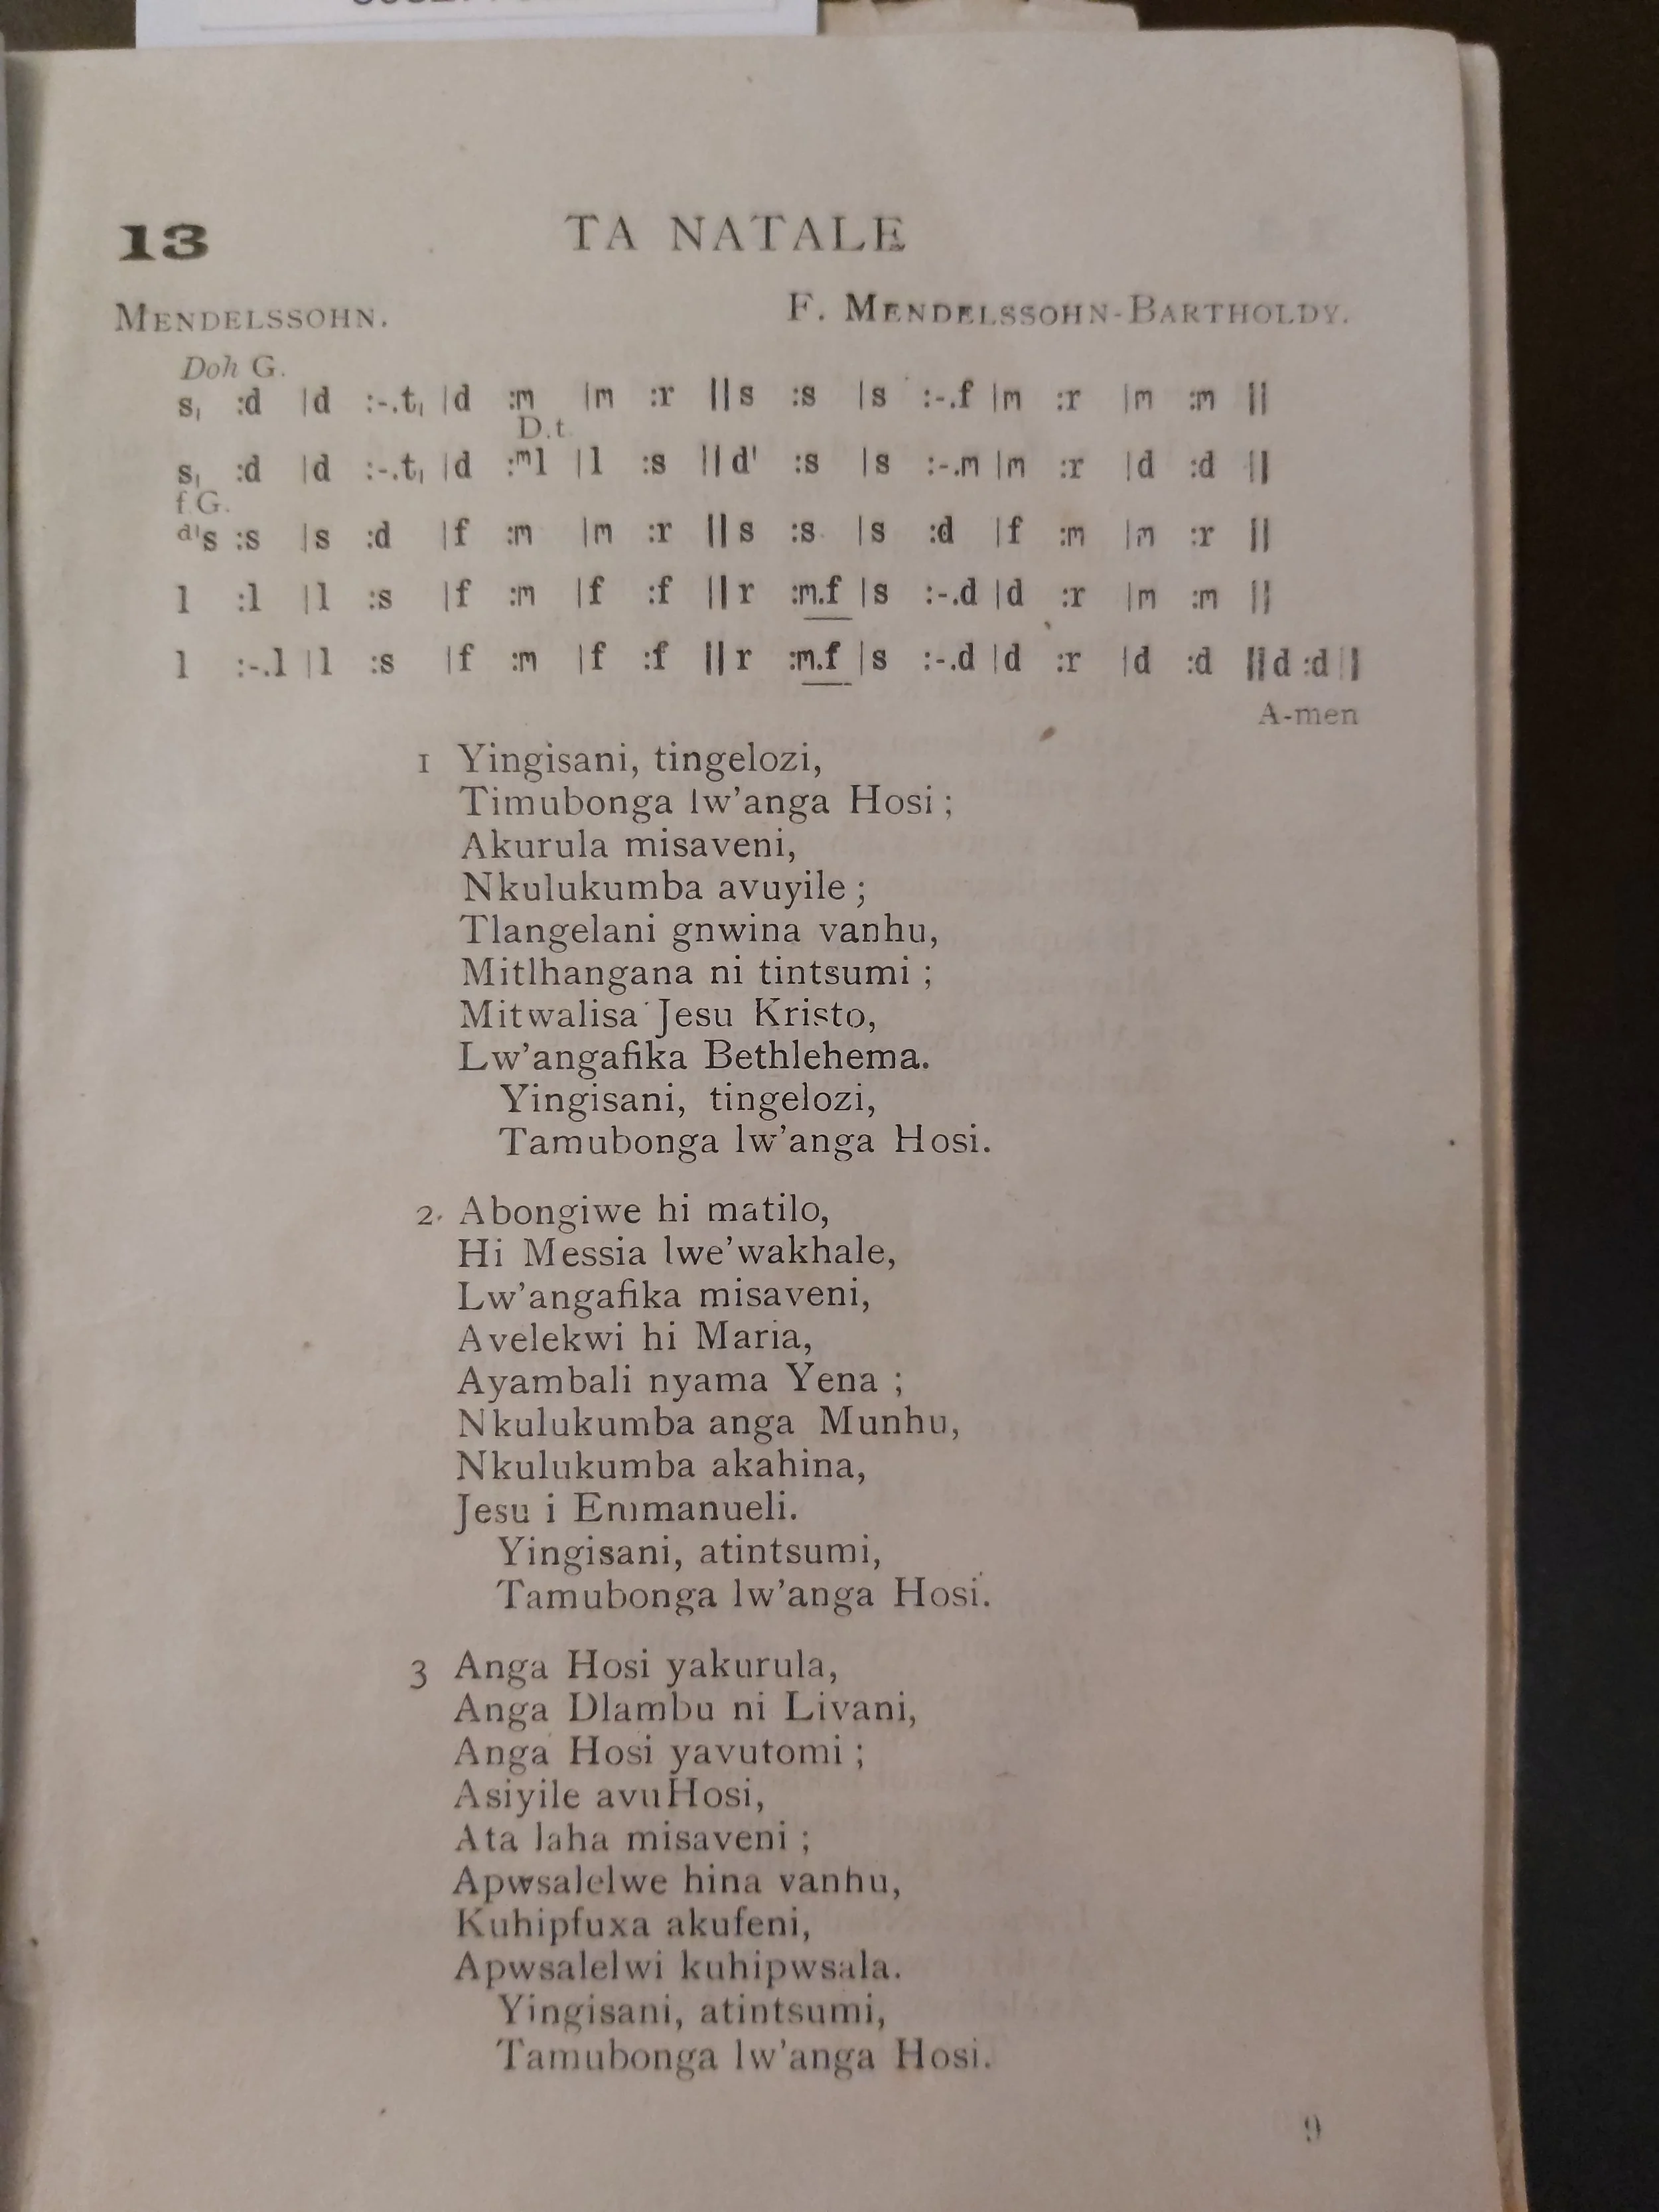 13
TA NATALE
MENDELSSOHN. F. MENDELSSOHN-BARTHOLDY.
Doh G.
s, :d |d :-.t, |d :m |m :r || s :s |s :-.f |m :r |m :m ||
D.t.
s, :d |d :-.t, |d :ml |l :s || d' :s |s :-.m |m :r |d :d ||
f.G.
d's :s |s :d |f :m |m :r || s :s |s :d |f :m |m :r ||
l :l |l :s |f :m |f :f || r :m.f |s :-.d |d :r |m :m ||
l :-.l |l :s |f :m |f :f || r :m.f |s :-.d |d :r |d :d || d :d ||
A-men
1 Yingisani, tingelozi,
Timubonga lw'anga Hosi ;
Akurula misaveni,
Nkulukumba avuyile ;
Tlangelani gnwina vanhu,
Mitlhangana ni tintsumi ;
Mitwalisa Jesu Kristo,
Lw'angafika Bethlehema.
Yingisani, tingelozi,
Tamubonga lw'anga Hosi.
2. Abongiwe hi matilo,
Hi Messia lwe'wakhale,
Lw'angafika misaveni,
Avelekwi hi Maria,
Ayambali nyama Yena ;
Nkulukumba anga Munhu,
Nkulukumba akahina,
Jesu i Emmanueli.
Yingisani, atintsumi,
Tamubonga lw'anga Hosi.
3 Anga Hosi yakurula,
Anga Dlambu ni Livani,
Anga Hosi yavutomi ;
Asiyile avuHosi,
Ata laha misaveni ;
Apwsalelwe hina vanhu,
Kuhipfuxa akufeni,
Apwsalelwi kuhipwsala.
Yingisani, atintsumi,
Tamubonga lw'anga Hosi.
9